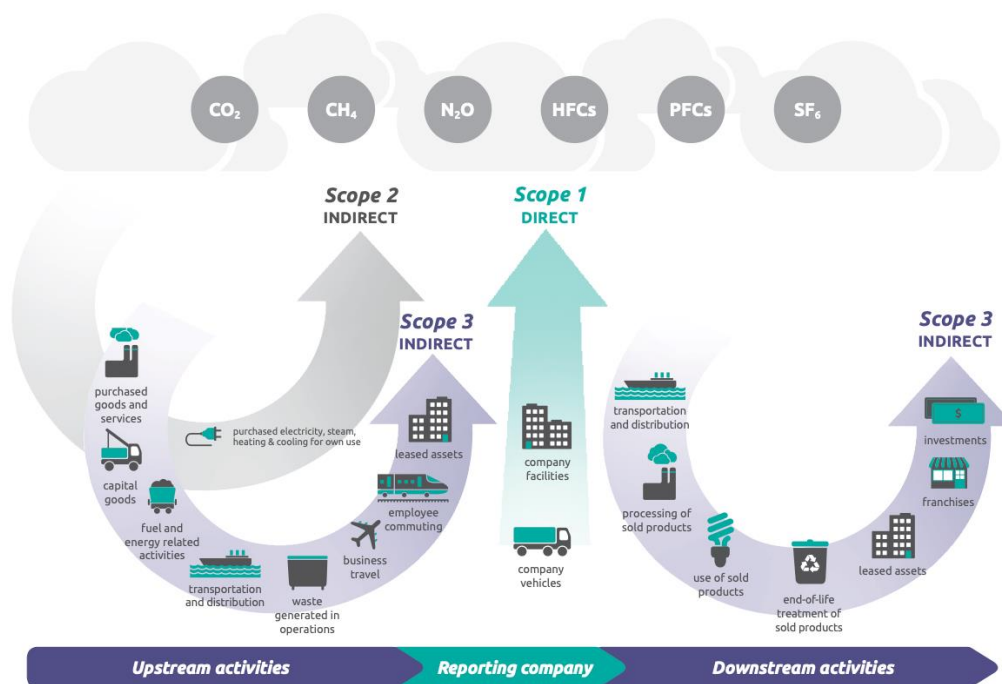 CO₂
CH₄
N₂O
HFCs
PFCs
SF₆
Scope 2
INDIRECT
Scope 1
DIRECT
Scope 3
INDIRECT
Scope 3
INDIRECT
purchased
goods and
services
capital
goods
fuel and
energy related
activities
purchased electricity, steam,
heating & cooling for own use
transportation
and distribution
waste
generated in
operations
business
travel
employee
commuting
leased assets
company
facilities
company
vehicles
transportation
and distribution
processing of
sold products
use of sold
products
end-of-life
treatment of
sold products
leased assets
franchises
$
investments
Upstream activities
Reporting company
Downstream activities